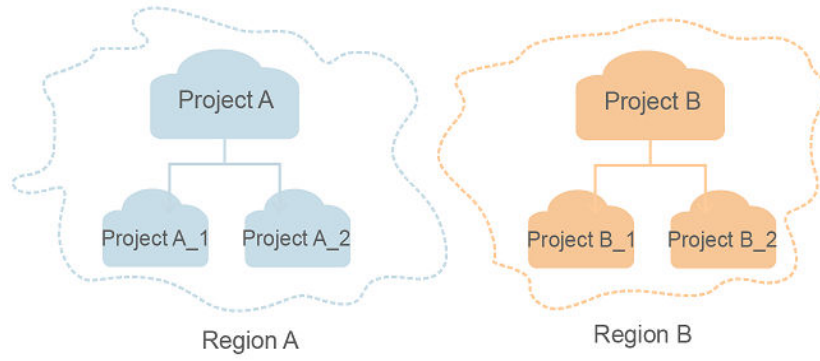 Project A
Project B
Project A_1
Project A_2
Project B_1
Project B_2
Region A
Region B